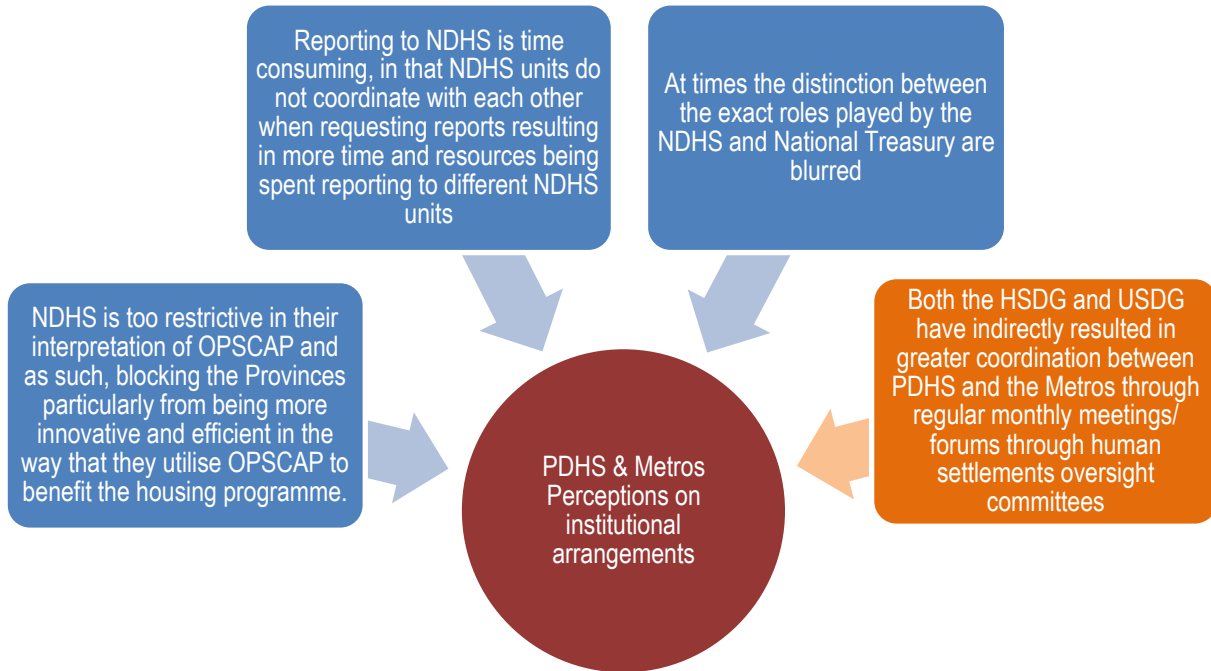 Reporting to NDHS is time
consuming, in that NDHS units do
not coordinate with each other
when requesting reports resulting
in more time and resources being
spent reporting to different NDHS
units
At times the distinction between
the exact roles played by the
NDHS and National Treasury are
blurred
NDHS is too restrictive in their
interpretation of OPSCAP and
as such, blocking the Provinces
particularly from being more
innovative and efficient in the
way that they utilise OPSCAP to
benefit the housing programme.
Both the HSDG and USDG
have indirectly resulted in
greater coordination between
PDHS and the Metros through
regular monthly meetings/
forums through human
settlements oversight
committees
PDHS & Metros
Perceptions on
institutional
arrangements